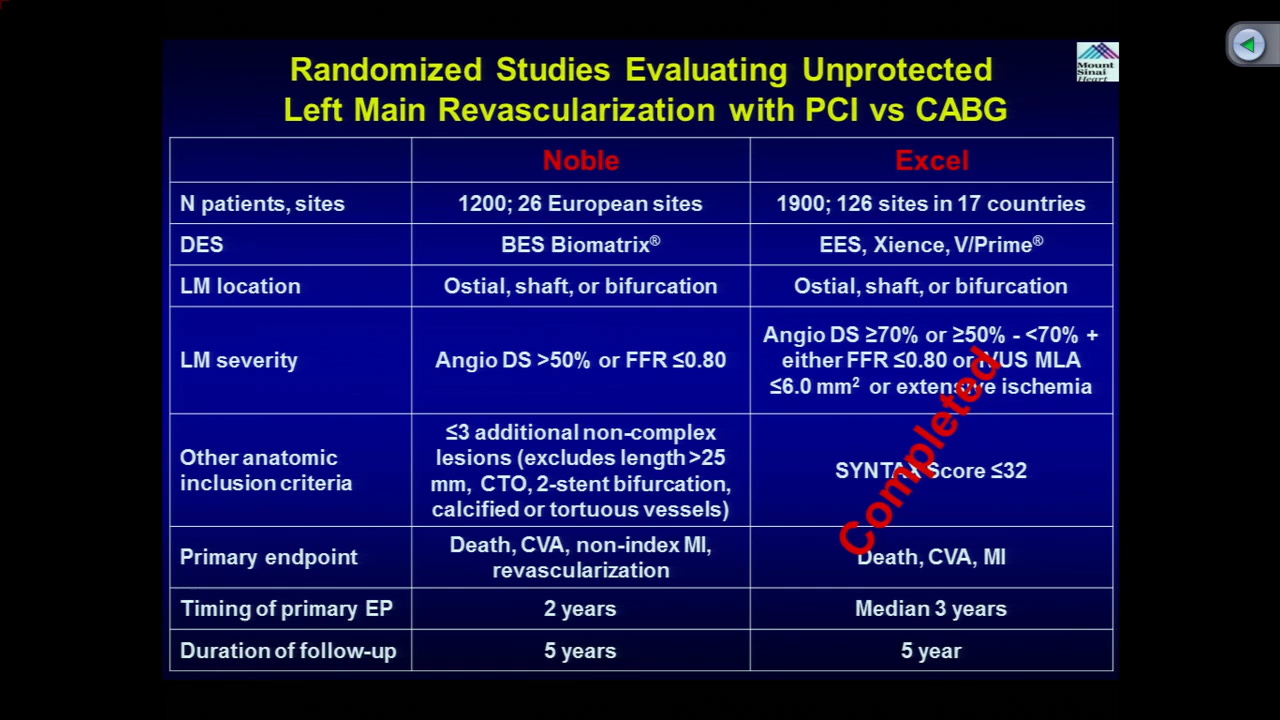 Randomized Studies Evaluating Unprotected
Left Main Revascularization with PCI vs CABG
Mount
Sinai
Heart
Noble
Excel
N patients, sites
1200; 26 European sites
1900; 126 sites in 17 countries
DES
BES Biomatrix®
EES, Xience, V/Prime®
LM location
Ostial, shaft, or bifurcation
Ostial, shaft, or bifurcation
LM severity
Angio DS >50% or FFR ≤0.80
Angio DS ≥70% or ≥50% - <70% +
either FFR ≤0.80 or IVUS MLA
≤6.0 mm² or extensive ischemia
Other anatomic
inclusion criteria
≤3 additional non-complex
lesions (excludes length >25
mm, CTO, 2-stent bifurcation,
calcified or tortuous vessels)
SYNTAX Score ≤32
Completed
Primary endpoint
Death, CVA, non-index MI,
revascularization
Death, CVA, MI
Timing of primary EP
2 years
Median 3 years
Duration of follow-up
5 years
5 year